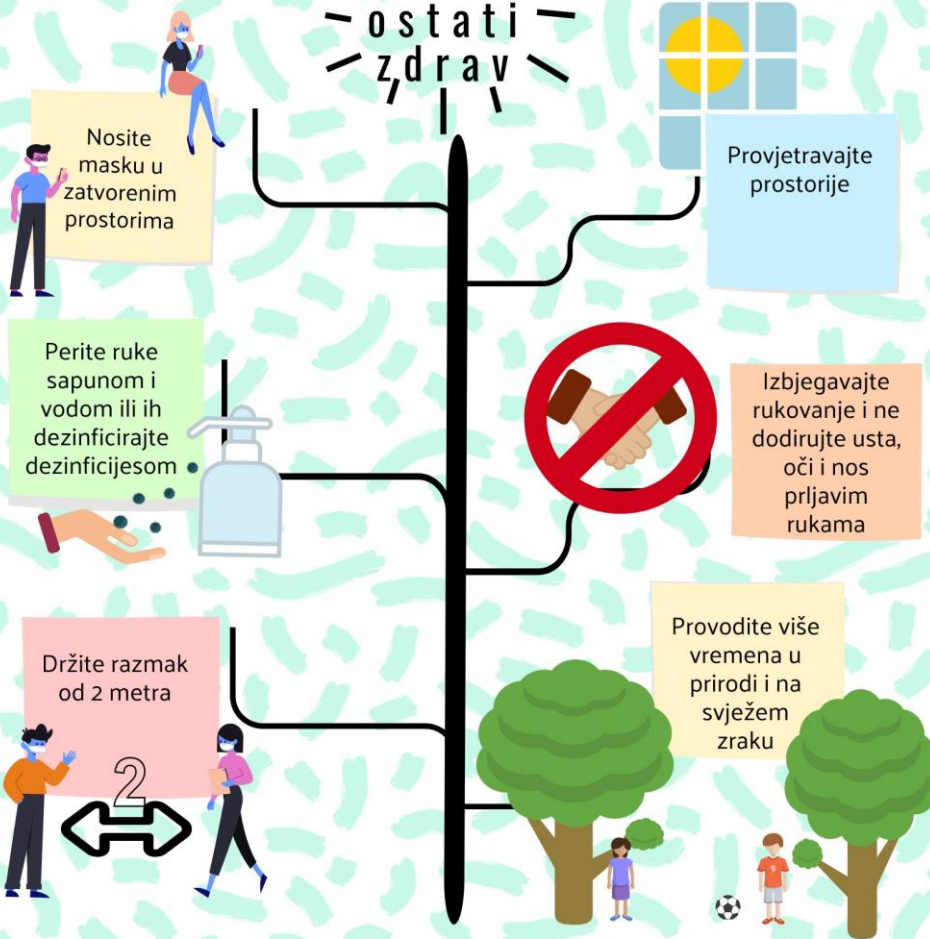 ostati
zdrav
Nosite
masku u
zatvorenim
prostorima
Provjetravajte
prostorije
Perite ruke
sapunom i
vodom ili ih
dezinficirajte
dezinficijesom
Izbjegavajte
rukovanje i ne
dodirujte usta,
oči i nos
prljavim
rukama
Držite razmak
od 2 metra
2
Provodite više
vremena u
prirodi i na
svježem
zraku